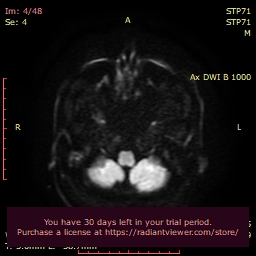 Im: 4/48
Se: 4
A
STP71
STP71
M
Ax DWI B 1000
R
L
You have 30 days left in your trial period.
Purchase a license at https://radiantviewer.com/store/